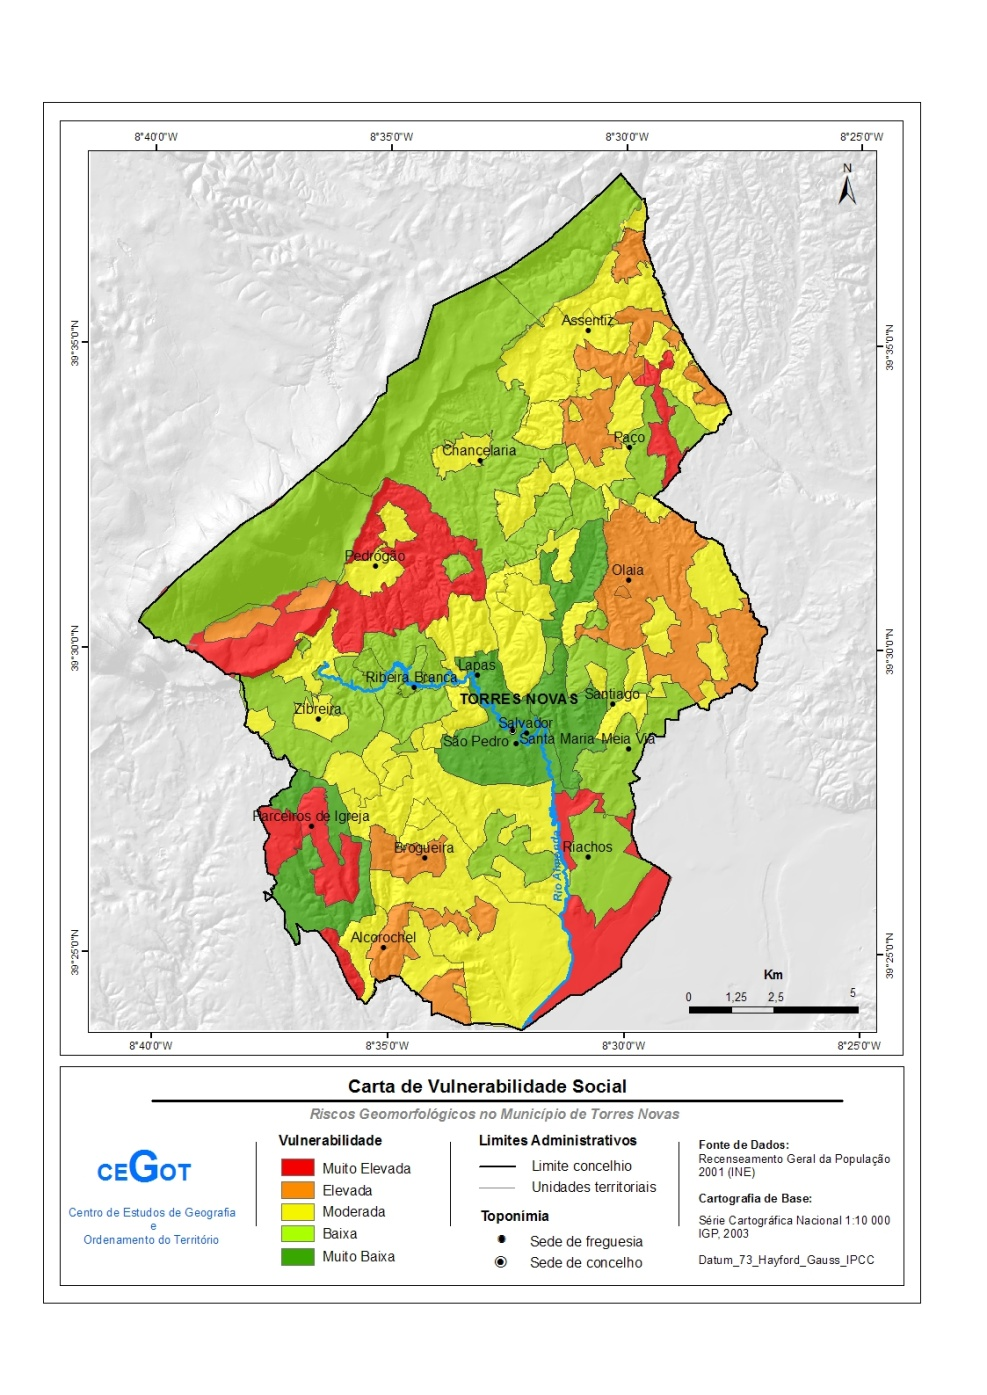 8°40'0"W 8°35'0"W 8°30'0"W 8°25'0"W
N
39°35'0"N 39°35'0"N
Assentiz
Paço
Chancelaria
Pedrógão
Olaia
39°30'0"N 39°30'0"N
Lapas
Ribeira Branca
TORRES NOVAS
Santiago
Zibreira
Salvador
São Pedro
Santa Maria
Meia Via
Parceiros de Igreja
Brogueira
Riachos
Rio Almonda
Alcorochel
39°25'0"N 39°25'0"N
Km
0 1,25 2,5 5
8°40'0"W 8°35'0"W 8°30'0"W 8°25'0"W
Carta de Vulnerabilidade Social
Riscos Geomorfológicos no Município de Torres Novas
CEGOT
Centro de Estudos de Geografia
e
Ordenamento do Território
Vulnerabilidade
Muito Elevada
Elevada
Moderada
Baixa
Muito Baixa
Limites Administrativos
Limite concelhio
Unidades territoriais
Toponímia
Sede de freguesia
Sede de concelho
Fonte de Dados:
Recenseamento Geral da População
2001 (INE)
Cartografia de Base:
Série Cartográfica Nacional 1:10 000
IGP, 2003
Datum_73_Hayford_Gauss_IPCC